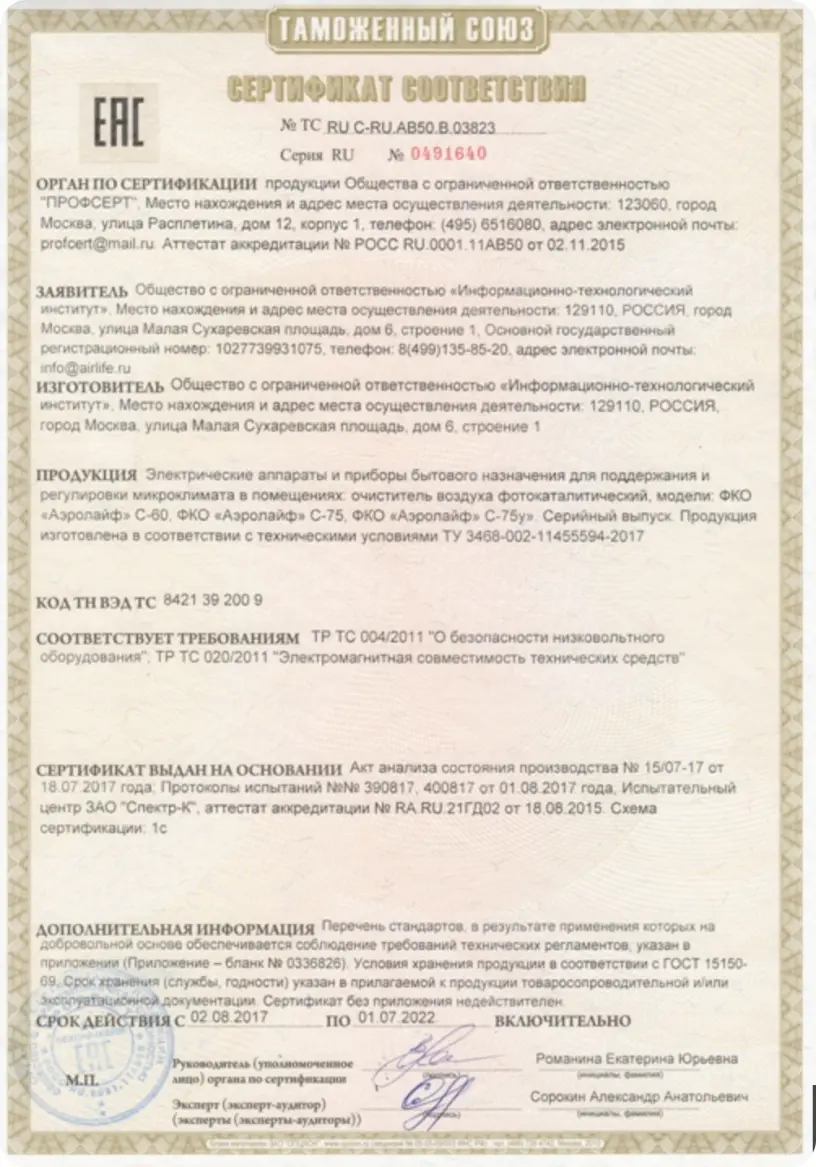 ТАМОЖЕННЫЙ СОЮЗ
СЕРТИФИКАТ СООТВЕТСТВИЯ
ЕАС
№ ТС RU C-RU.АВ50.В.03823
Серия RU № 0491640
ОРГАН ПО СЕРТИФИКАЦИИ продукции Общества с ограниченной ответственностью
"ПРОФСЕРТ", Место нахождения и адрес места осуществления деятельности: 123060, город
Москва, улица Расплетина, дом 12, корпус 1, телефон: (495) 6516080, адрес электронной почты:
profcert@mail.ru. Аттестат аккредитации № РОСС RU.0001.11АВ50 от 02.11.2015
ЗАЯВИТЕЛЬ Общество с ограниченной ответственностью «Информационно-технологический
институт». Место нахождения и адрес места осуществления деятельности: 129110, РОССИЯ, город
Москва, улица Малая Сухаревская площадь, дом 6, строение 1, Основной государственный
регистрационный номер: 1027739931075, телефон: 8(499)135-85-20, адрес электронной почты:
info@airlife.ru
ИЗГОТОВИТЕЛЬ Общество с ограниченной ответственностью «Информационно-технологический
институт», Место нахождения и адрес места осуществления деятельности: 129110, РОССИЯ,
город Москва, улица Малая Сухаревская площадь, дом 6, строение 1
ПРОДУКЦИЯ Электрические аппараты и приборы бытового назначения для поддержания и
регулировки микроклимата в помещениях: очиститель воздуха фотокаталитический, модели: ФКО
«Аэролайф» С-60, ФКО «Аэролайф» С-75, ФКО «Аэролайф» С-75у». Серийный выпуск. Продукция
изготовлена в соответствии с техническими условиями ТУ 3468-002-11455594-2017
КОД ТН ВЭД ТС 8421 39 200 9
СООТВЕТСТВУЕТ ТРЕБОВАНИЯМ ТР ТС 004/2011 "О безопасности низковольтного
оборудования"; ТР ТС 020/2011 "Электромагнитная совместимость технических средств"
СЕРТИФИКАТ ВЫДАН НА ОСНОВАНИИ Акт анализа состояния производства № 15/07-17 от
18.07.2017 года; Протоколы испытаний №№ 390817, 400817 от 01.08.2017 года, Испытательный
центр ЗАО "Спектр-К", аттестат аккредитации № RA.RU.21ГД02 от 18.08.2015. Схема
сертификации: 1с
ДОПОЛНИТЕЛЬНАЯ ИНФОРМАЦИЯ Перечень стандартов, в результате применения которых на
добровольной основе обеспечивается соблюдение требований технических регламентов, указан в
приложении (Приложение – бланк № 0336826). Условия хранения продукции в соответствии с ГОСТ 15150-
69. Срок хранения (службы, годности) указан в прилагаемой к продукции товаросопроводительной и/или
эксплуатационной документации. Сертификат без приложения недействителен.
СРОК ДЕЙСТВИЯ С 02.08.2017 ПО 01.07.2022 ВКЛЮЧИТЕЛЬНО
М.П.
Руководитель (уполномоченное
лицо) органа по сертификации
(подпись)
Романина Екатерина Юрьевна
(инициалы, фамилия)
Эксперт (эксперт-аудитор)
(эксперты (эксперты-аудиторы))
Сорокин Александр Анатольевич
(инициалы, фамилия)